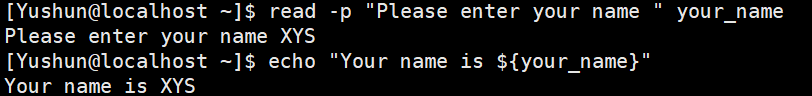 [Yushun@localhost ~]$ read -p "Please enter your name " your_name
Please enter your name XYS
[Yushun@localhost ~]$ echo "Your name is ${your_name}"
Your name is XYS